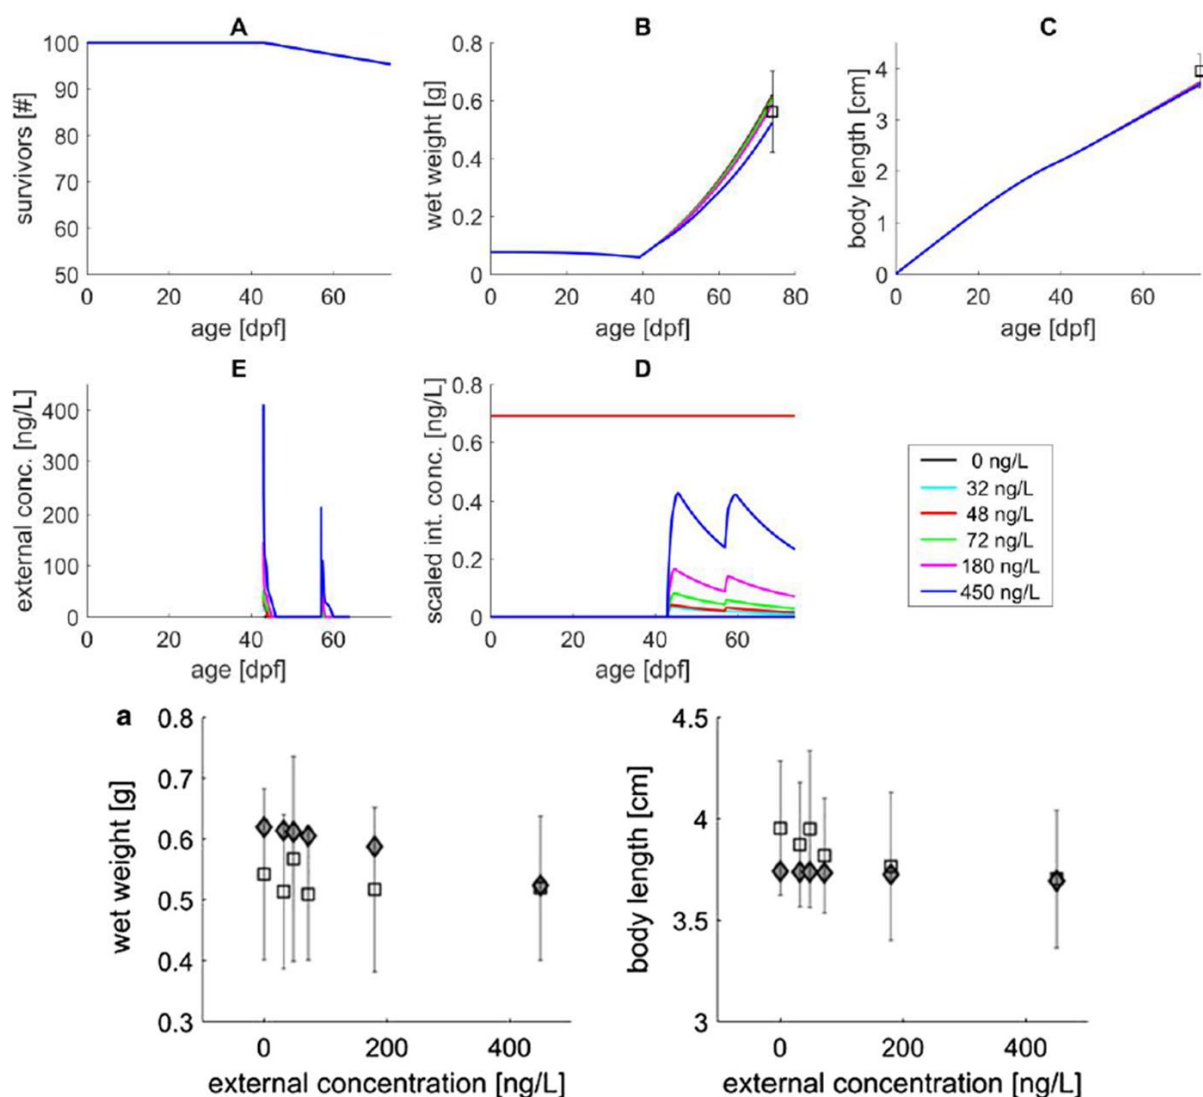 A
survivors [#]
100
90
80
70
60
50
0
20
40
60
age [dpf]
B
wet weight [g]
0.8
0.6
0.4
0.2
0
0
20
40
60
80
age [dpf]
C
body length [cm]
4
3
2
1
0
0
20
40
60
age [dpf]
E
external conc. [ng/L]
400
300
200
100
0
0
20
40
60
age [dpf]
D
scaled int. conc. [ng/L]
0.8
0.6
0.4
0.2
0
0
20
40
60
age [dpf]
0 ng/L
32 ng/L
48 ng/L
72 ng/L
180 ng/L
450 ng/L
a
wet weight [g]
0.8
0.7
0.6
0.5
0.4
0.3
0
200
400
external concentration [ng/L]
body length [cm]
4.5
4
3.5
3
0
200
400
external concentration [ng/L]